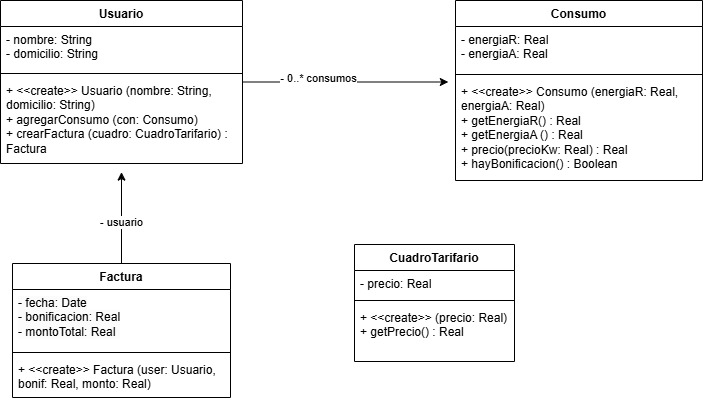 Usuario
- nombre: String
- domicilio: String
+ <<create>> Usuario (nombre: String,
domicilio: String)
+ agregarConsumo (con: Consumo)
+ crearFactura (cuadro: CuadroTarifario) :
Factura
- 0..* consumos
Consumo
- energiaR: Real
- energiaA: Real
+ <<create>> Consumo (energiaR: Real,
energiaA: Real)
+ getEnergiaR() : Real
+ getEnergiaA () : Real
+ precio(precioKw: Real) : Real
+ hayBonificacion() : Boolean
- usuario
Factura
- fecha: Date
- bonificacion: Real
- montoTotal: Real
+ <<create>> Factura (user: Usuario,
bonif: Real, monto: Real)
CuadroTarifario
- precio: Real
+ <<create>> (precio: Real)
+ getPrecio() : Real